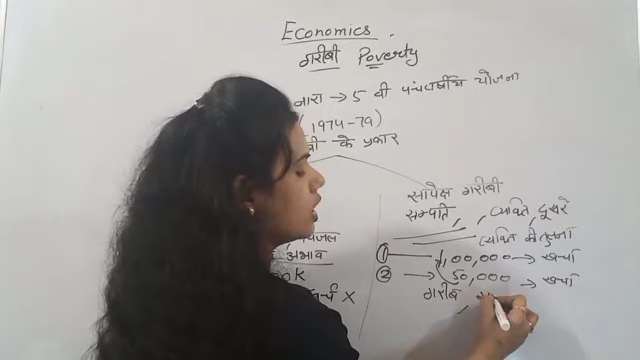 Economics
गरीबी Poverty
नारा → 5 वी पंचवर्षीय योजना
(1974-79)
के प्रकार
सापेक्ष गरीबी
सम्पति, व्यक्ति, दूसरे
व्यक्ति की तुलना
अभाव
① 1,00,000 → खर्चा
② → 50,000 → खर्चा
गरीब